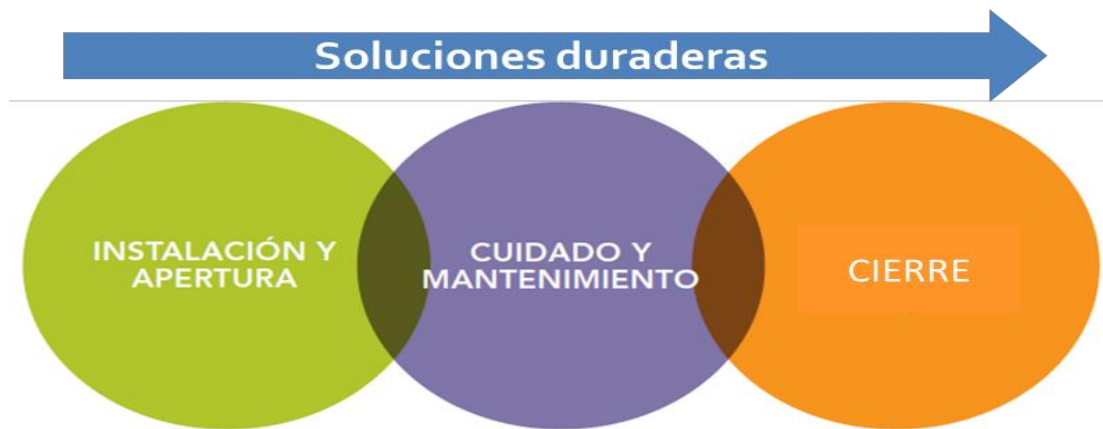 Soluciones duraderas
INSTALACIÓN Y
APERTURA
CUIDADO Y
MANTENIMIENTO
CIERRE